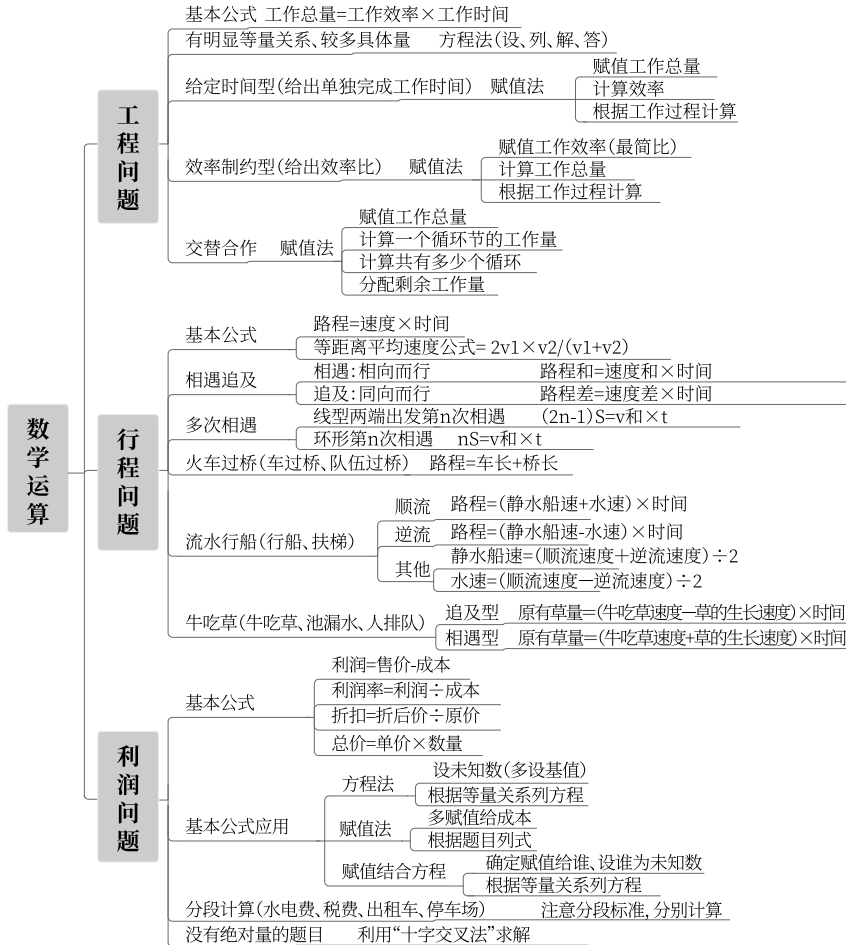 数学运算
工程问题
基本公式 工作总量=工作效率×工作时间
有明显等量关系、较多具体量 方程法(设、列、解、答)
给定时间型(给出单独完成工作时间) 赋值法
赋值工作总量
计算效率
根据工作过程计算
效率制约型(给出效率比) 赋值法
赋值工作效率(最简比)
计算工作总量
根据工作过程计算
交替合作 赋值法
赋值工作总量
计算一个循环节的工作量
计算共有多少个循环
分配剩余工作量
行程问题
基本公式
路程=速度×时间
等距离平均速度公式= 2v1×v2/(v1+v2)
相遇追及
相遇:相向而行 路程和=速度和×时间
追及:同向而行 路程差=速度差×时间
多次相遇
线型两端出发第n次相遇 (2n-1)S=v和×t
环形第n次相遇 nS=v和×t
火车过桥(车过桥、队伍过桥) 路程=车长+桥长
流水行船(行船、扶梯)
顺流 路程=(静水船速+水速)×时间
逆流 路程=(静水船速-水速)×时间
其他
静水船速=(顺流速度＋逆流速度)÷2
水速=(顺流速度－逆流速度)÷2
牛吃草(牛吃草、池漏水、人排队)
追及型 原有草量=(牛吃草速度—草的生长速度)×时间
相遇型 原有草量=(牛吃草速度+草的生长速度)×时间
利润问题
基本公式
利润=售价-成本
利润率=利润÷成本
折扣=折后价÷原价
总价=单价×数量
基本公式应用
方程法
设未知数(多设基值)
根据等量关系列方程
赋值法
多赋值给成本
根据题目列式
赋值结合方程
确定赋值给谁、设谁为未知数
根据等量关系列方程
分段计算(水电费、税费、出租车、停车场) 注意分段标准,分别计算
没有绝对量的题目 利用“十字交叉法”求解